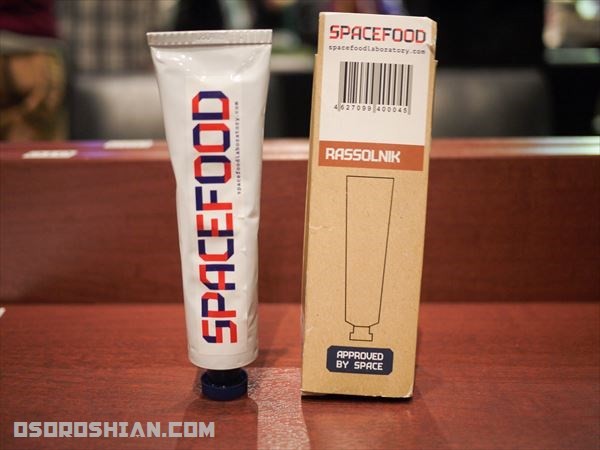 SPACEFOOD
spacefoodlaboratory.com
SPACEFOOD
spacefoodlaboratory.com
4 627099 400045
RASSOLNIK
APPROVED
BY SPACE
OSOROSHIAN.COM